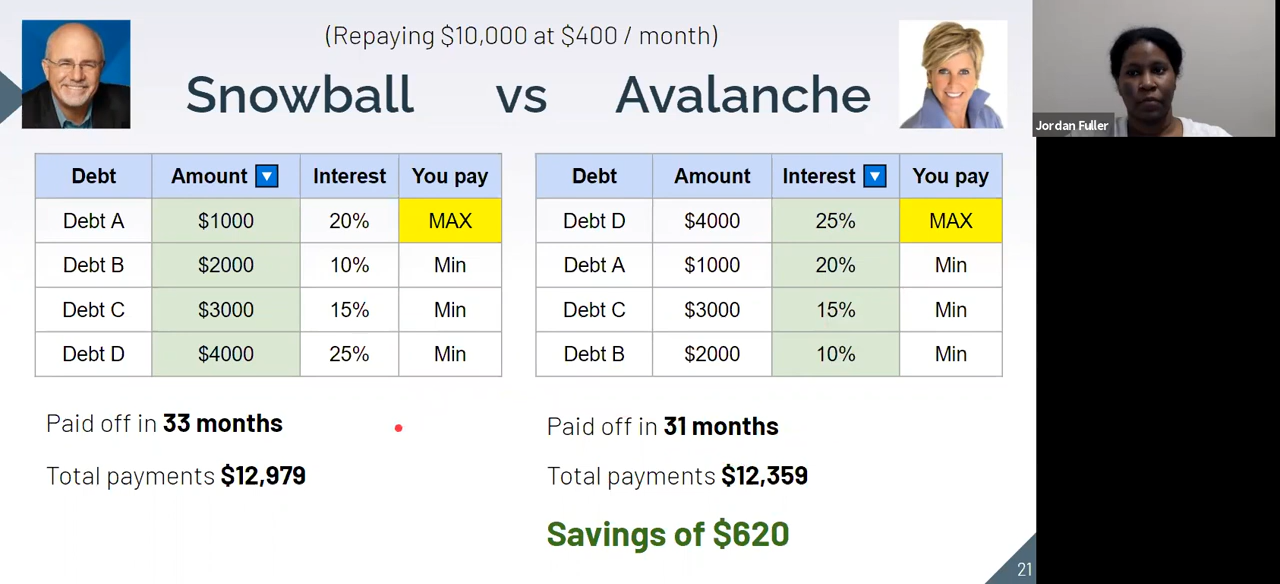 (Repaying $10,000 at $400 / month)
Snowball vs Avalanche
Debt Amount Interest You pay
Debt A $1000 20% MAX
Debt B $2000 10% Min
Debt C $3000 15% Min
Debt D $4000 25% Min
Paid off in 33 months
Total payments $12,979
Debt Amount Interest You pay
Debt D $4000 25% MAX
Debt A $1000 20% Min
Debt C $3000 15% Min
Debt B $2000 10% Min
Paid off in 31 months
Total payments $12,359
Savings of $620
21
Jordan Fuller